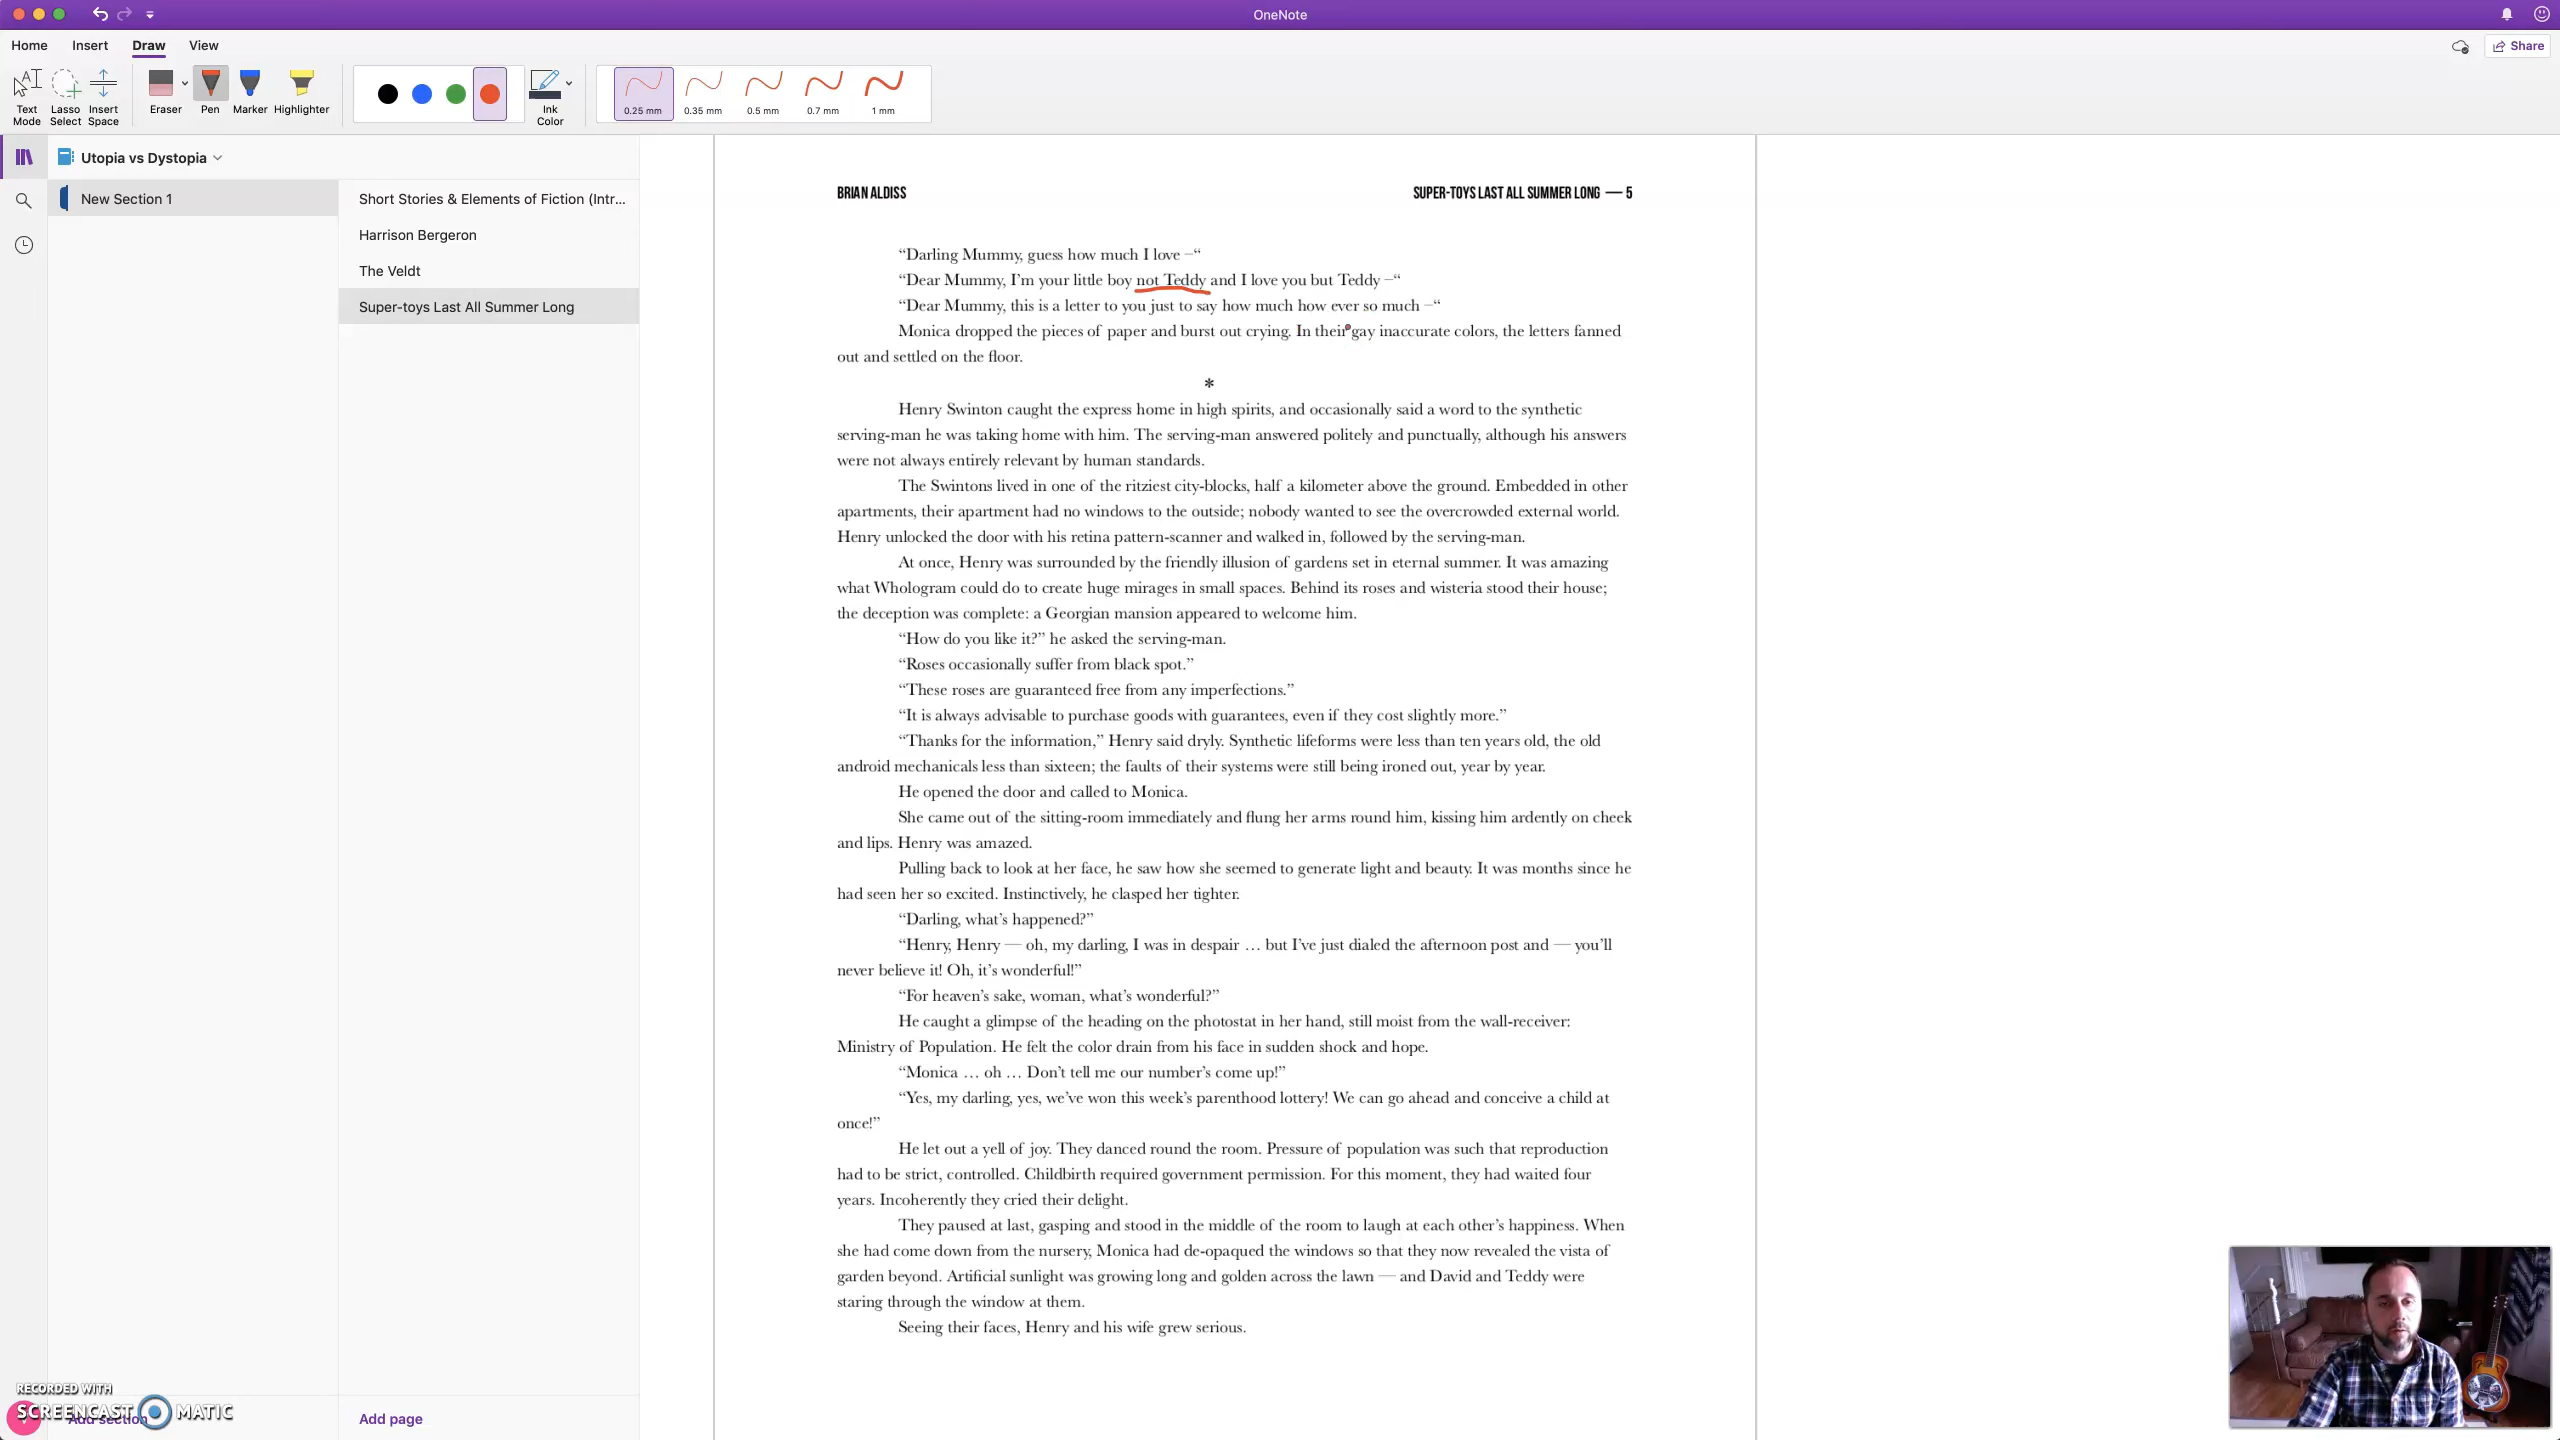 OneNote
Home Insert Draw View
Share
Text Mode
Lasso Select
Insert Space
Eraser
Pen
Marker
Highlighter
Ink Color
0.25 mm
0.35 mm
0.5 mm
0.7 mm
1 mm
Utopia vs Dystopia
New Section 1
Short Stories & Elements of Fiction (Intr...
Harrison Bergeron
The Veldt
Super-toys Last All Summer Long
BRIAN ALDISS
SUPER-TOYS LAST ALL SUMMER LONG — 5
“Darling Mummy, guess how much I love –“
“Dear Mummy, I’m your little boy not Teddy and I love you but Teddy –“
“Dear Mummy, this is a letter to you just to say how much how ever so much –“
Monica dropped the pieces of paper and burst out crying. In their gay inaccurate colors, the letters fanned
out and settled on the floor.
*
Henry Swinton caught the express home in high spirits, and occasionally said a word to the synthetic
serving-man he was taking home with him. The serving-man answered politely and punctually, although his answers
were not always entirely relevant by human standards.
The Swintons lived in one of the ritziest city-blocks, half a kilometer above the ground. Embedded in other
apartments, their apartment had no windows to the outside; nobody wanted to see the overcrowded external world.
Henry unlocked the door with his retina pattern-scanner and walked in, followed by the serving-man.
At once, Henry was surrounded by the friendly illusion of gardens set in eternal summer. It was amazing
what Whologram could do to create huge mirages in small spaces. Behind its roses and wisteria stood their house;
the deception was complete: a Georgian mansion appeared to welcome him.
“How do you like it?” he asked the serving-man.
“Roses occasionally suffer from black spot.”
“These roses are guaranteed free from any imperfections.”
“It is always advisable to purchase goods with guarantees, even if they cost slightly more.”
“Thanks for the information,” Henry said dryly. Synthetic lifeforms were less than ten years old, the old
android mechanicals less than sixteen; the faults of their systems were still being ironed out, year by year.
He opened the door and called to Monica.
She came out of the sitting-room immediately and flung her arms round him, kissing him ardently on cheek
and lips. Henry was amazed.
Pulling back to look at her face, he saw how she seemed to generate light and beauty. It was months since he
had seen her so excited. Instinctively, he clasped her tighter.
“Darling, what’s happened?”
“Henry, Henry — oh, my darling, I was in despair … but I’ve just dialed the afternoon post and — you’ll
never believe it! Oh, it’s wonderful!”
“For heaven’s sake, woman, what’s wonderful?”
He caught a glimpse of the heading on the photostat in her hand, still moist from the wall-receiver:
Ministry of Population. He felt the color drain from his face in sudden shock and hope.
“Monica … oh … Don’t tell me our number’s come up!”
“Yes, my darling, yes, we’ve won this week’s parenthood lottery! We can go ahead and conceive a child at
once!”
He let out a yell of joy. They danced round the room. Pressure of population was such that reproduction
had to be strict, controlled. Childbirth required government permission. For this moment, they had waited four
years. Incoherently they cried their delight.
They paused at last, gasping and stood in the middle of the room to laugh at each other’s happiness. When
she had come down from the nursery, Monica had de-opaqued the windows so that they now revealed the vista of
garden beyond. Artificial sunlight was growing long and golden across the lawn — and David and Teddy were
staring through the window at them.
Seeing their faces, Henry and his wife grew serious.
RECORDED WITH
SCREENCAST MATIC
Add section
Add page